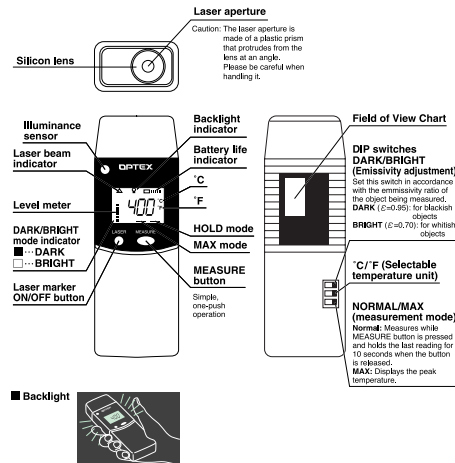 Laser aperture
Caution: The laser aperture is
made of a plastic prism
that protrudes from the
lens at an angle.
Please be careful when
handling it.
Silicon lens
Illuminance
sensor
Laser beam
indicator
Level meter
DARK/BRIGHT
mode indicator
■···DARK
□···BRIGHT
Laser marker
ON/OFF button
OPTEX
400
°C
°F
LASER
MEASURE
Backlight
indicator
Battery life
indicator
°C
°F
HOLD mode
MAX mode
MEASURE
button
Simple,
one-push
operation
Field of View Chart
DIP switches
DARK/BRIGHT
(Emissivity adjustment)
Set this switch in accordance
with the emmissivity ratio of
the object being measured.
DARK (ε=0.95): for blackish
objects
BRIGHT (ε=0.70): for whitish
objects
°C/°F (Selectable
temperature unit)
NORMAL/MAX
(measurement mode)
Normal: Measures while
MEASURE button is pressed
and holds the last reading for
10 seconds when the button
is released.
MAX: Displays the peak
temperature.
■ Backlight